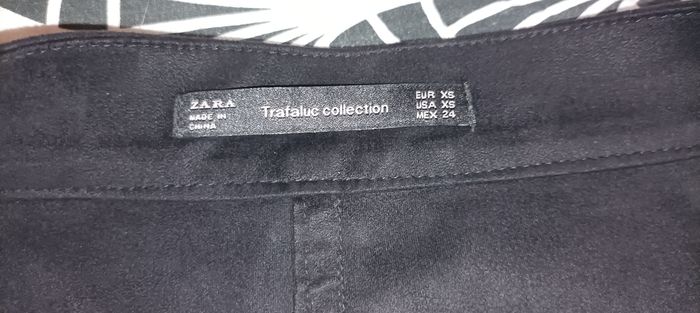 ZARA
MADE IN
CHINA
Trafaluc collection
EUR XS
USA XS
MEX 24